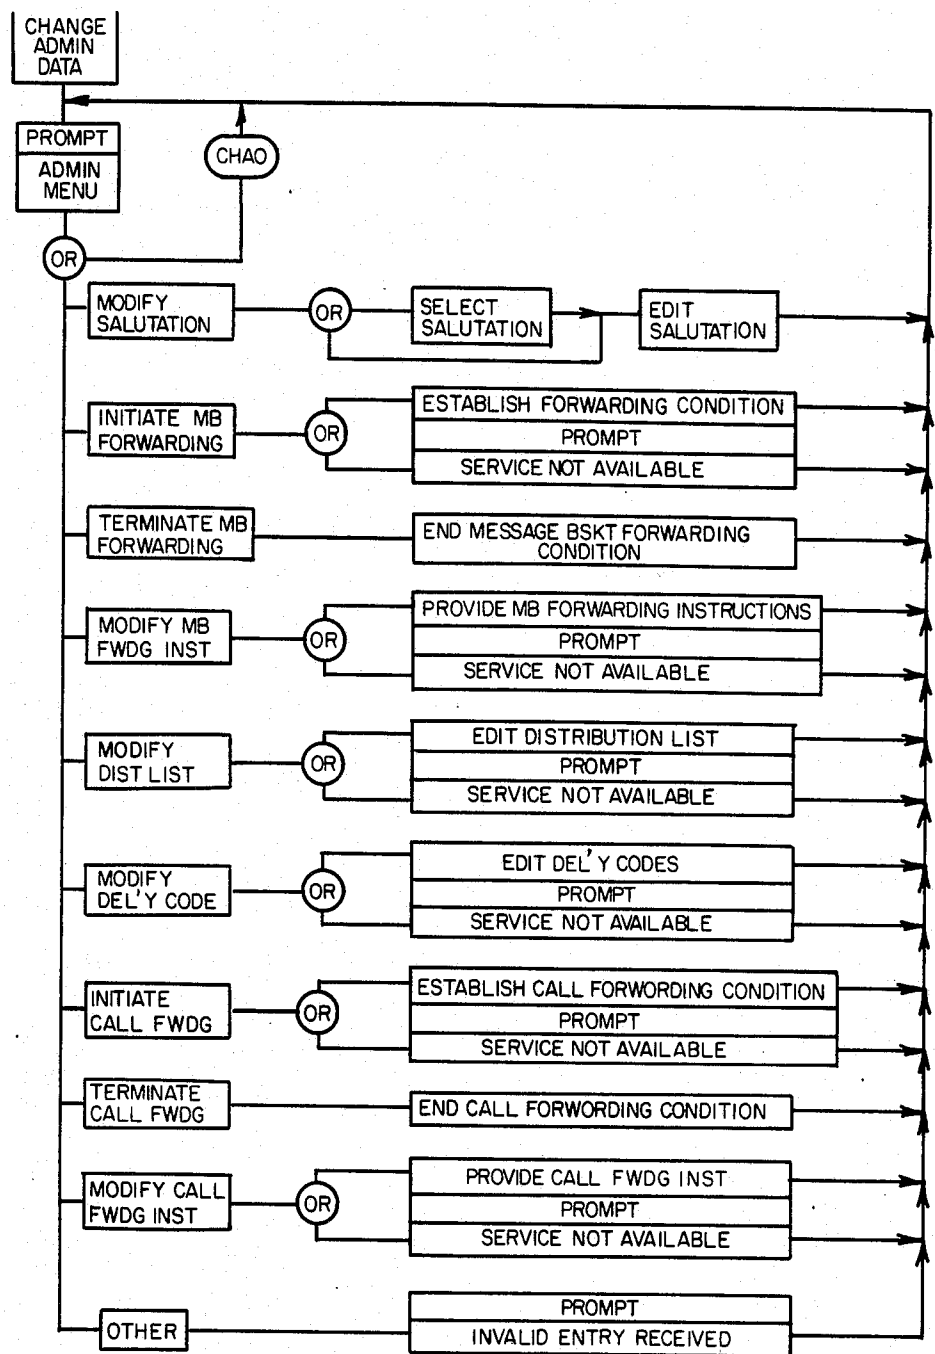 CHANGE
ADMIN
DATA
PROMPT
ADMIN
MENU
CHAO
OR
MODIFY
SALUTATION
OR
SELECT
SALUTATION
EDIT
SALUTATION
INITIATE MB
FORWARDING
OR
ESTABLISH FORWARDING CONDITION
PROMPT
SERVICE NOT AVAILABLE
TERMINATE MB
FORWARDING
END MESSAGE BSKT FORWARDING
CONDITION
MODIFY MB
FWDG INST
OR
PROVIDE MB FORWARDING INSTRUCTIONS
PROMPT
SERVICE NOT AVAILABLE
MODIFY
DIST LIST
OR
EDIT DISTRIBUTION LIST
PROMPT
SERVICE NOT AVAILABLE
MODIFY
DEL'Y CODE
OR
EDIT DEL'Y CODES
PROMPT
SERVICE NOT AVAILABLE
INITIATE
CALL FWDG
OR
ESTABLISH CALL FORWORDING CONDITION
PROMPT
SERVICE NOT AVAILABLE
TERMINATE
CALL FWDG
END CALL FORWORDING CONDITION
MODIFY CALL
FWDG INST
OR
PROVIDE CALL FWDG INST
PROMPT
SERVICE NOT AVAILABLE
OTHER
PROMPT
INVALID ENTRY RECEIVED